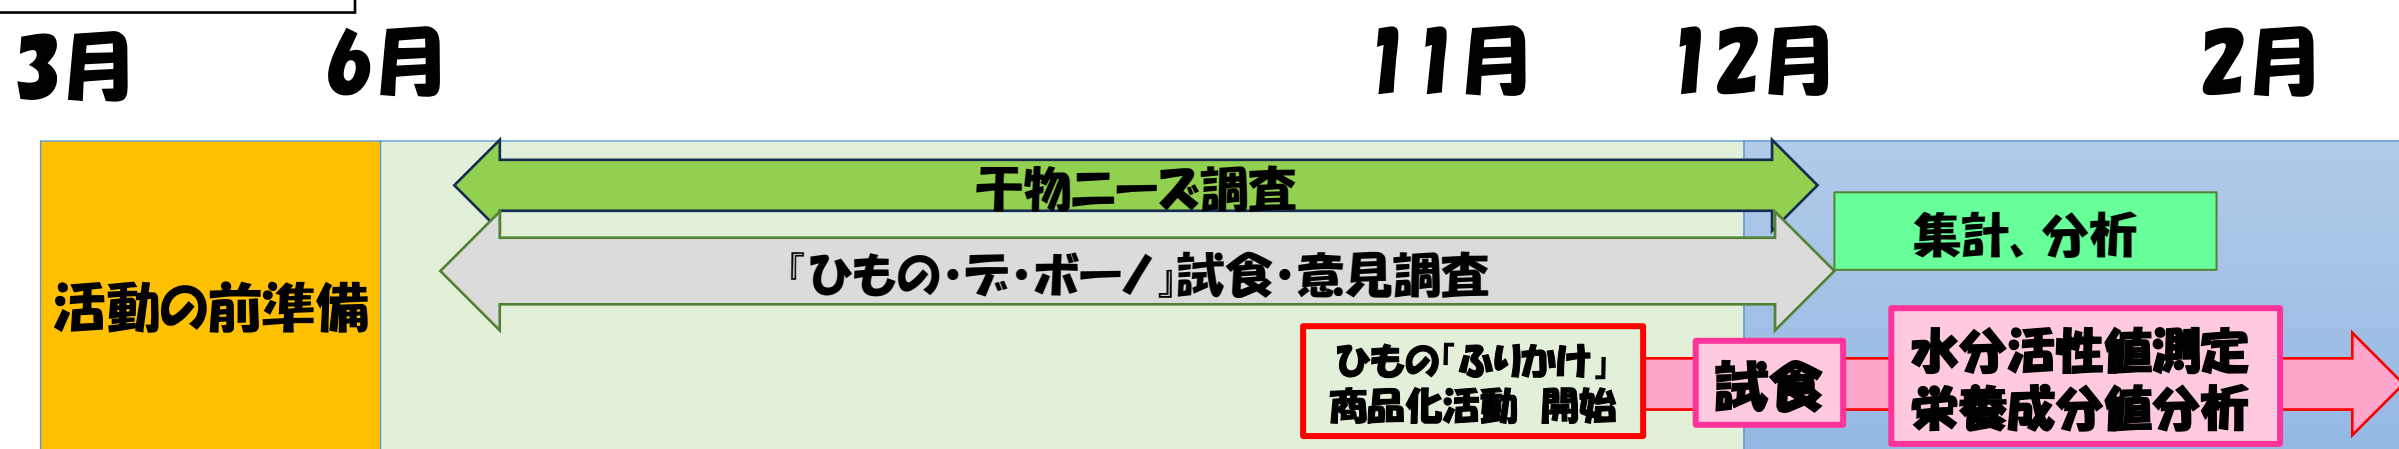 3月
6月
11月
12月
2月
干物ニーズ調査
集計、分析
『ひもの・デ・ボーノ』試食・意見調査
活動の前準備
ひもの「ふりかけ」
商品化活動　開始
試食
水分活性値測定
栄養成分値分析